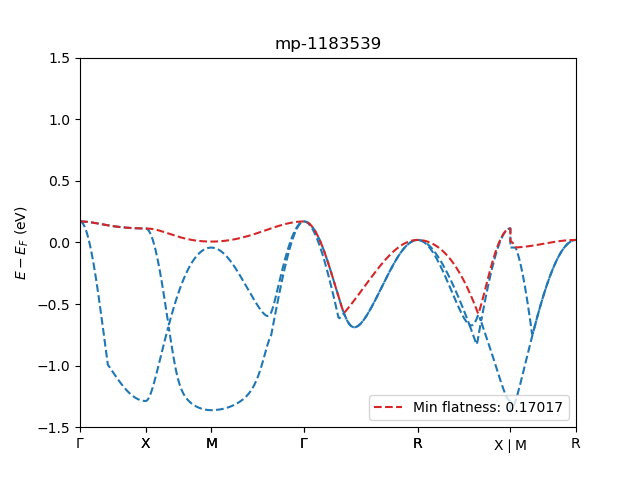 mp-1183539
E − E_F (eV)
1.5
1.0
0.5
0.0
−0.5
−1.0
−1.5
Γ X M Γ R X | M R
Min flatness: 0.17017